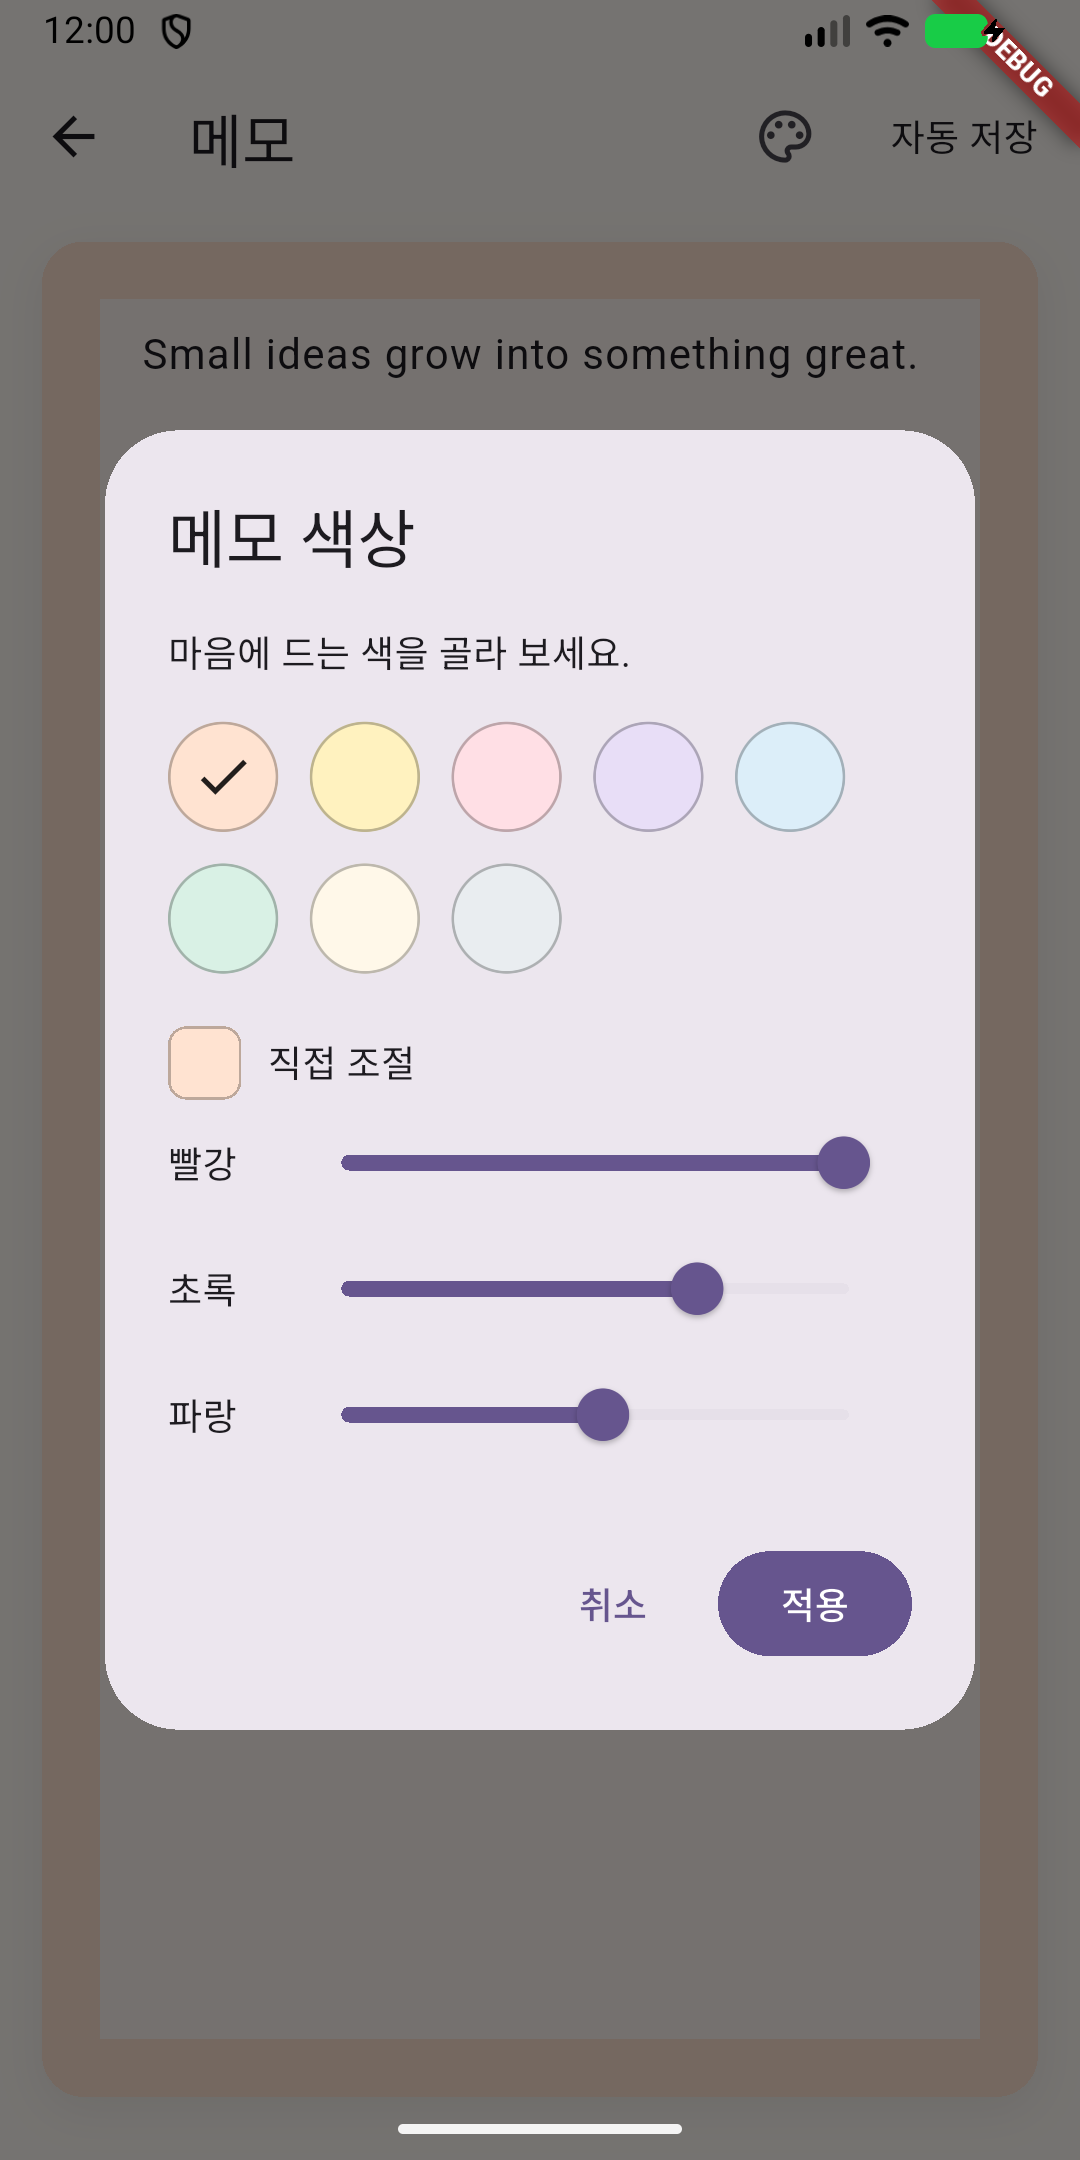 12:00
DEBUG
메모
자동 저장
Small ideas grow into something great.
메모 색상
마음에 드는 색을 골라 보세요.
직접 조절
빨강
초록
파랑
취소
적용